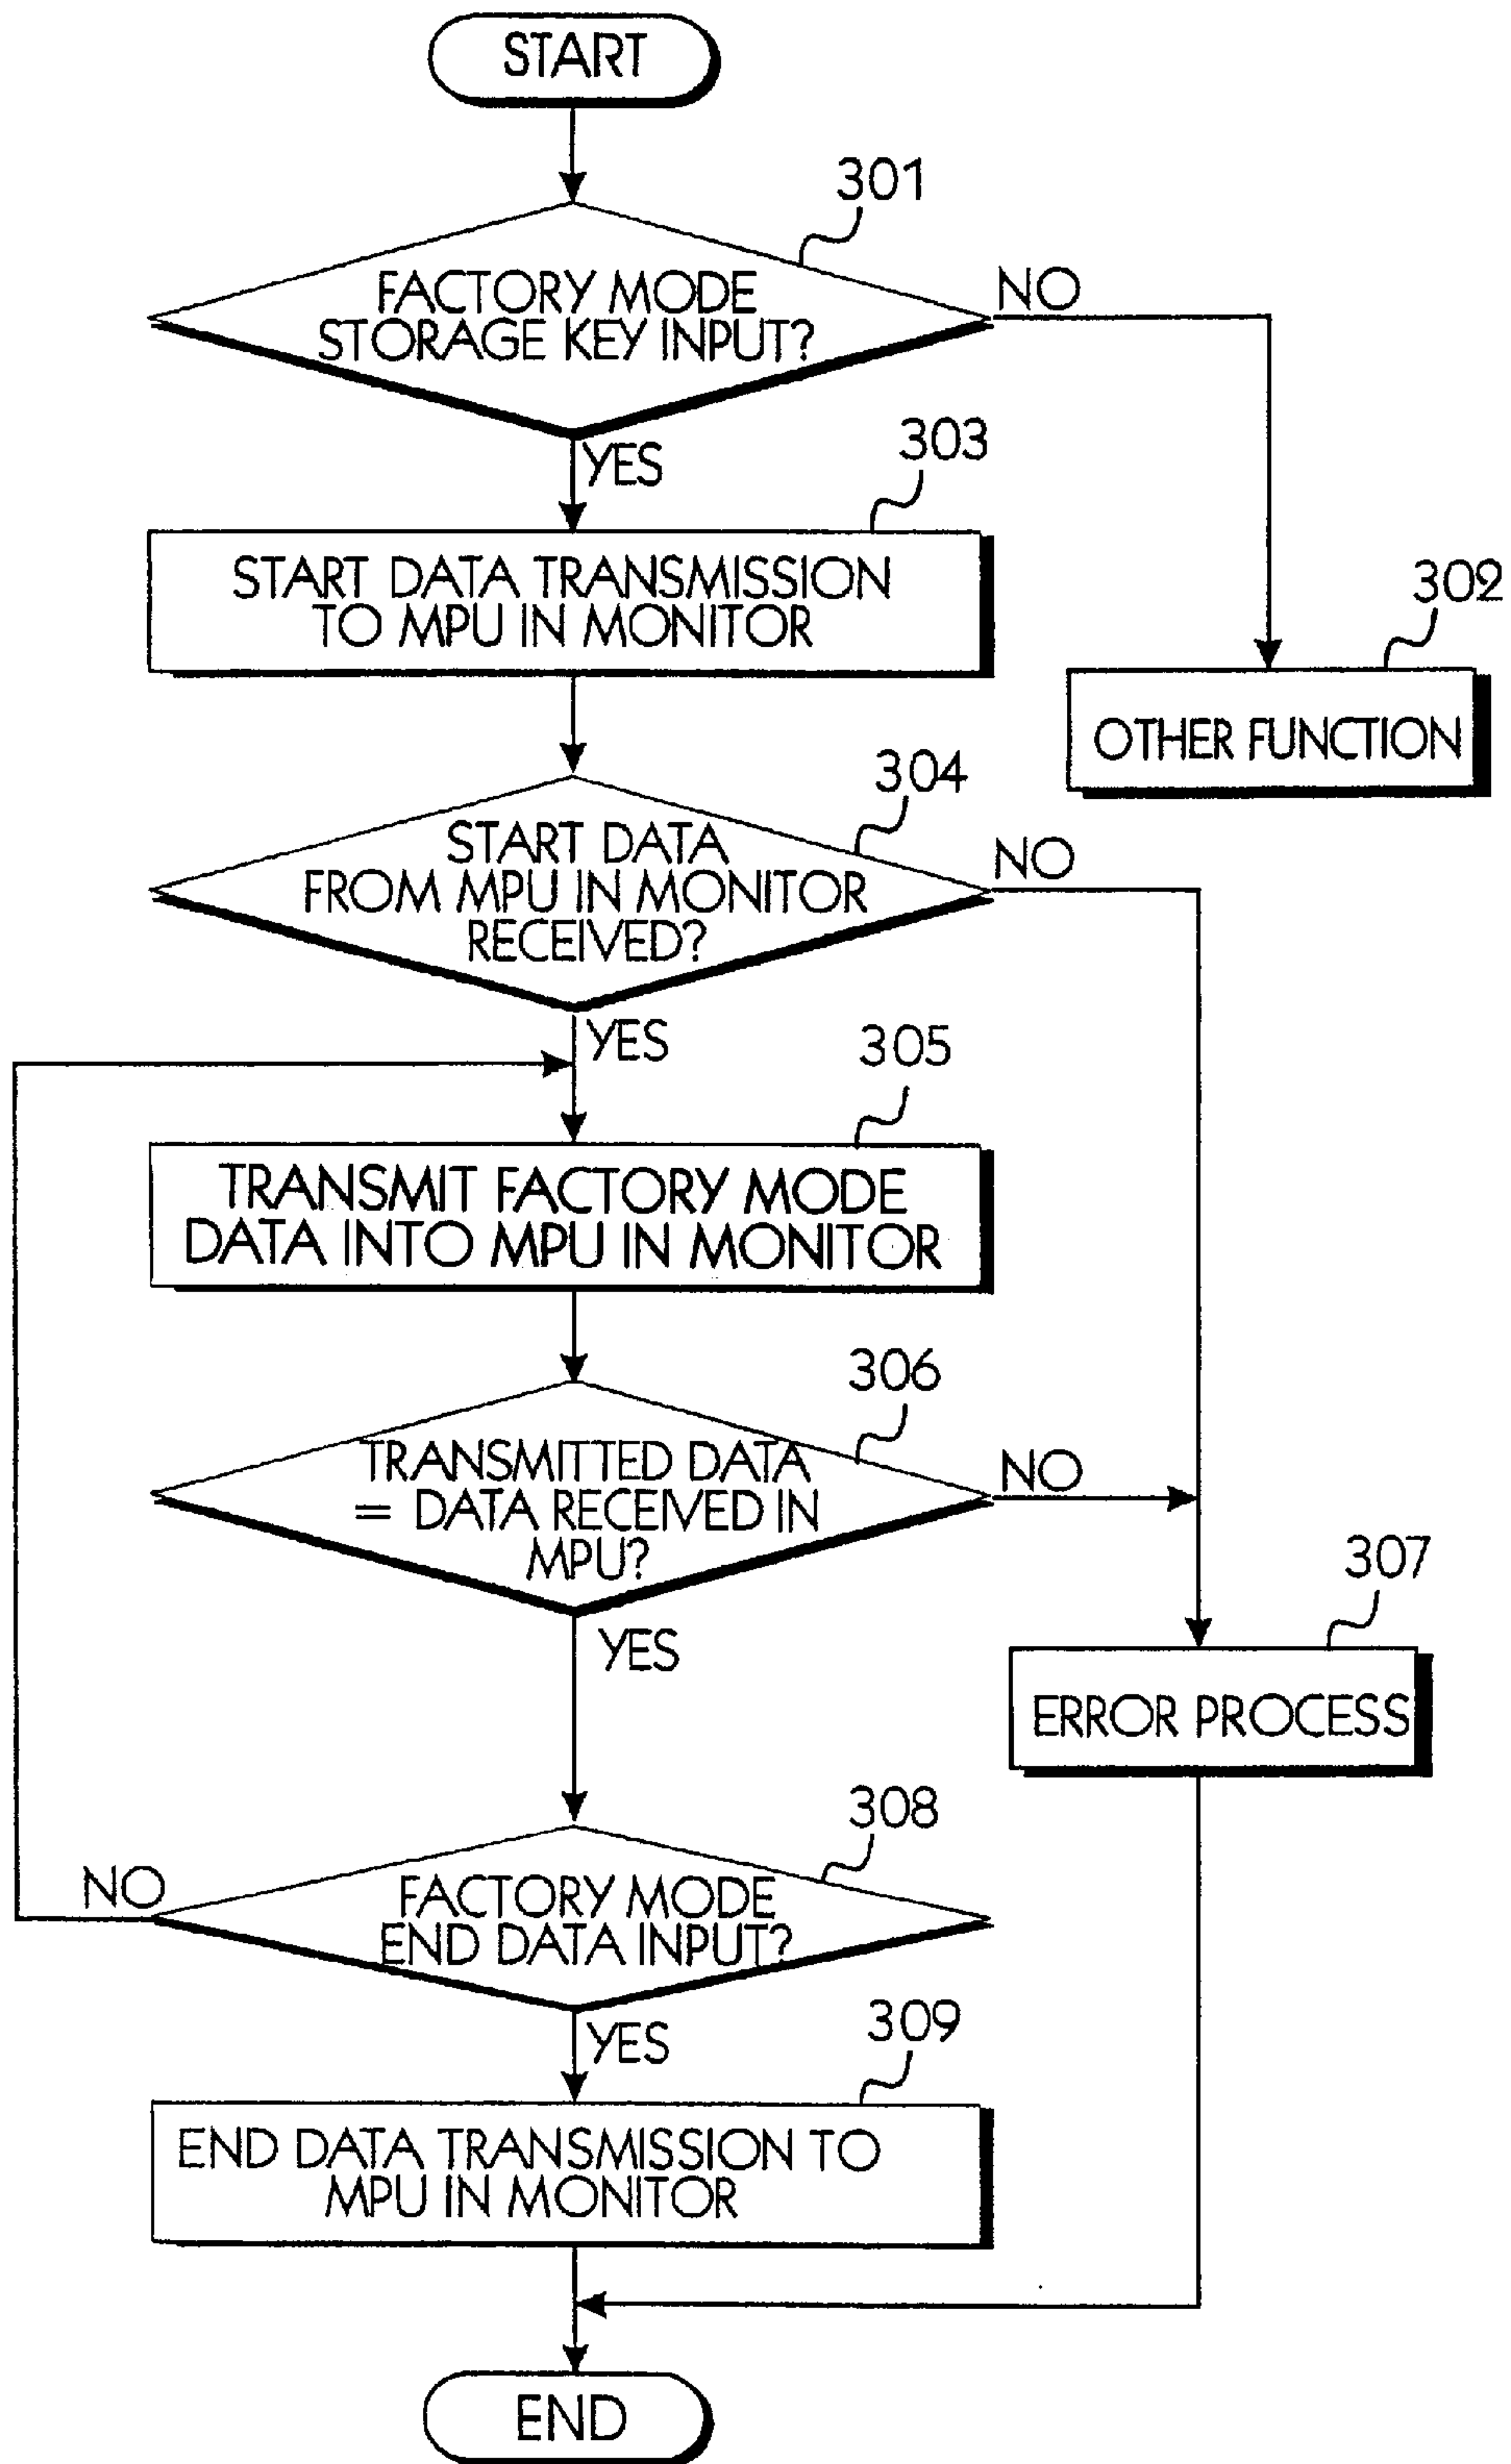 START
301
FACTORY MODE
STORAGE KEY INPUT?
NO
YES
303
START DATA TRANSMISSION
TO MPU IN MONITOR
302
OTHER FUNCTION
304
START DATA
FROM MPU IN MONITOR
RECEIVED?
NO
YES
305
TRANSMIT FACTORY MODE
DATA INTO MPU IN MONITOR
306
TRANSMITTED DATA
= DATA RECEIVED IN
MPU?
NO
YES
307
ERROR PROCESS
308
FACTORY MODE
END DATA INPUT?
NO
YES
309
END DATA TRANSMISSION TO
MPU IN MONITOR
END